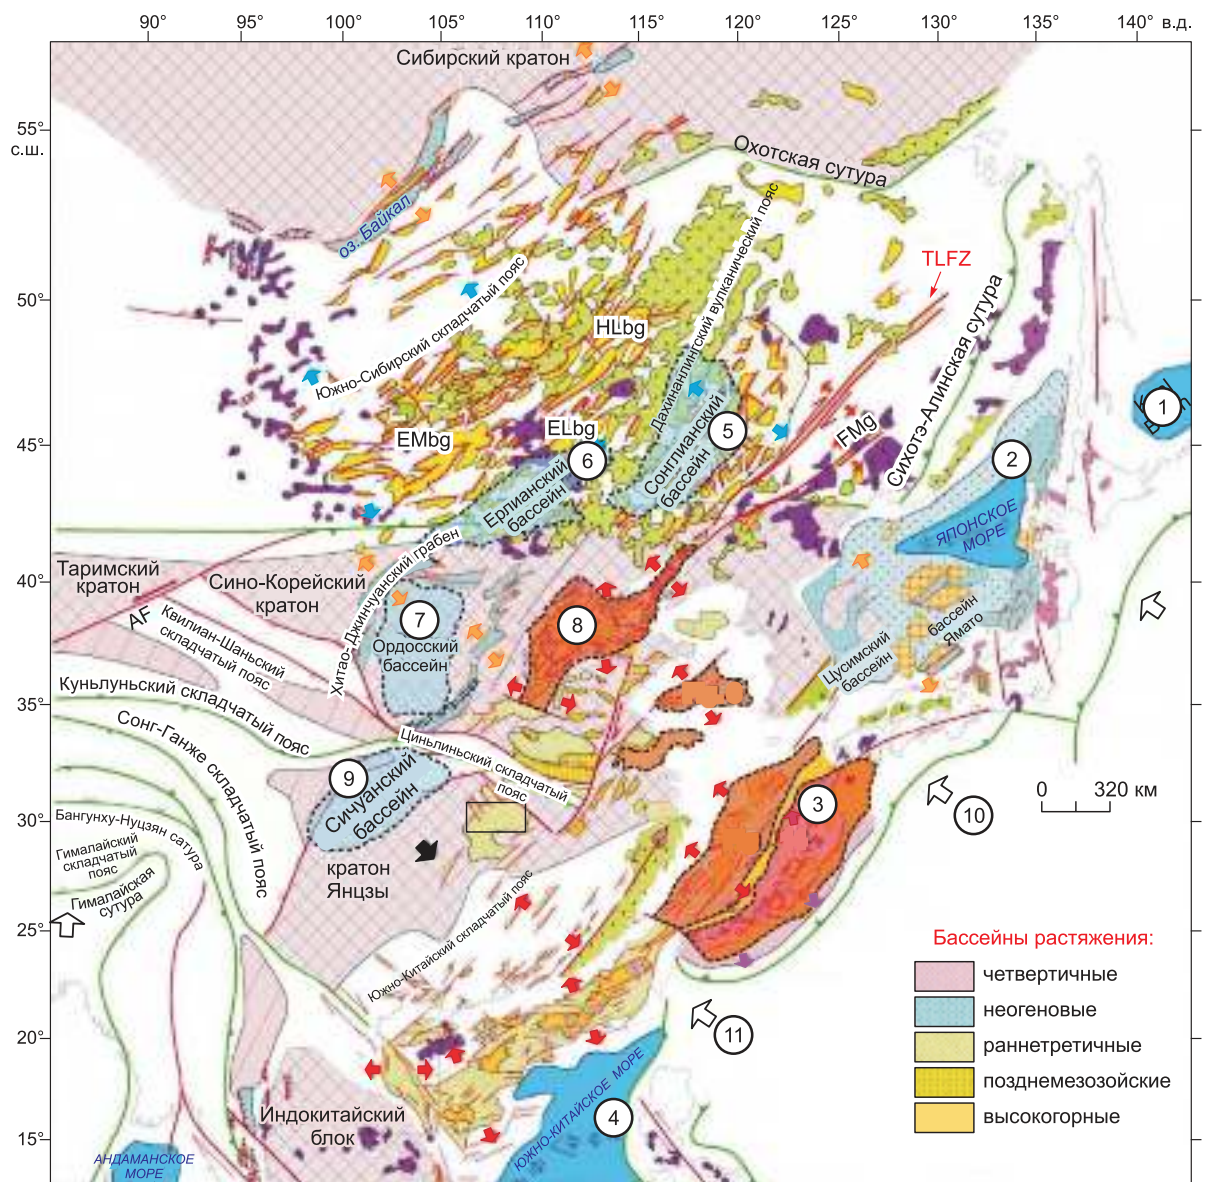 90°
95°
100°
105°
110°
115°
120°
125°
130°
135°
140°
в.д.
Сибирский кратон
55°
с.ш.
Охотская сутура
оз. Байкал
TLFZ
50°
Южно-Сибирский складчатый пояс
HLbg
Дахинанлингский вулканический пояс
Сихотэ-Алинская сутура
1
45°
EMbg
ELbg
5
FMg
6
2
Сонглианский
бассейн
Ерлианский
бассейн
ЯПОНСКОЕ
МОРЕ
Таримский
кратон
40°
Сино-Корейский
кратон
Хитао-Джинчуанский грабен
AF
7
8
Квилиан-Шаньский
складчатый пояс
Ордосский
бассейн
бассейн
Ямато
Цусимский
бассейн
Куньлуньский складчатый пояс
35°
Сонг-Ганже складчатый пояс
Циньлиньский складчатый
пояс
9
Сичуанский
бассейн
3
10
0
320 км
30°
Бангунху-Нуцзян сатура
Гималайский
складчатый
пояс
Гималайская
сутура
кратон
Янцзы
25°
Южно-Китайский складчатый пояс
Бассейны растяжения:
четвертичные
неогеновые
раннетретичные
позднемезозойские
высокогорные
11
20°
Индокитайский
блок
ЮЖНО-КИТАЙСКОЕ МОРЕ
4
15°
АНДАМАНСКОЕ
МОРЕ